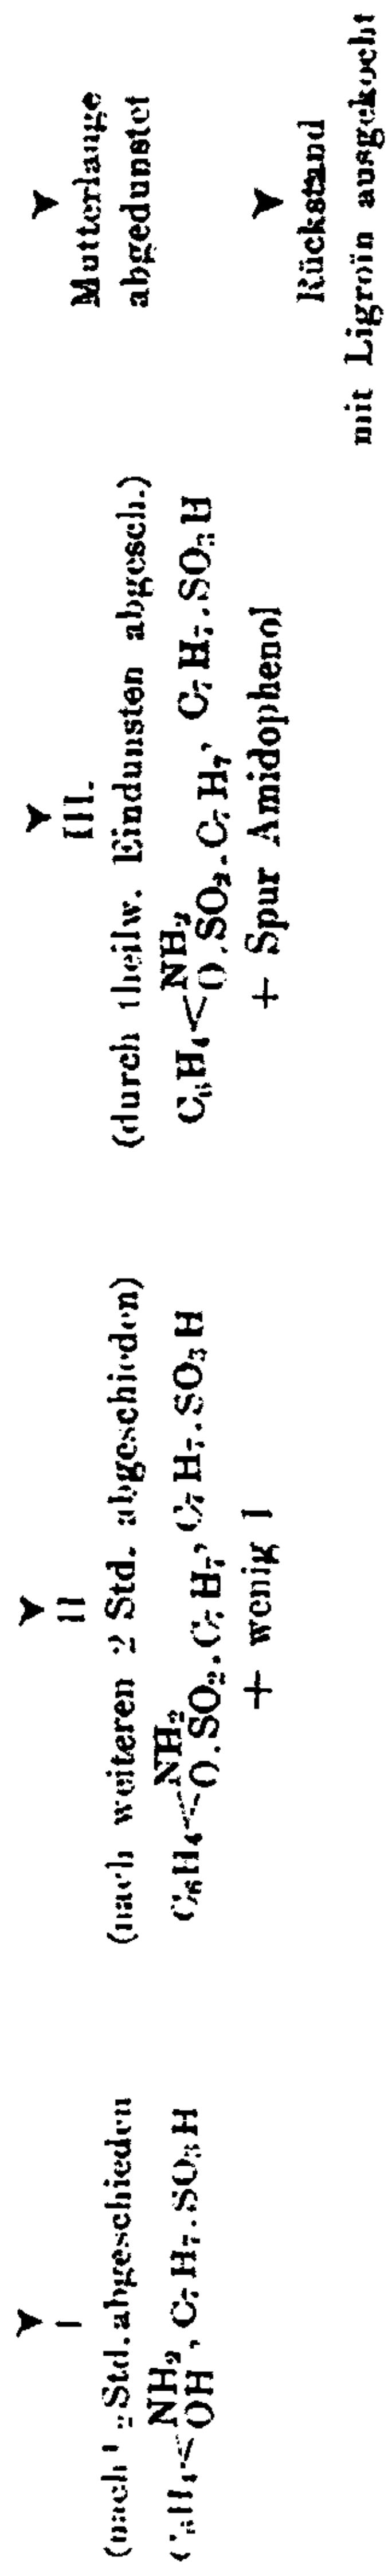 I
(nach ½ Std. abgeschieden
C₆H₄<NH₂ OH, C₇H₇.SO₃H
II
(nach weiteren 2 Std. abgeschieden)
C₆H₄<NH₂ O.SO₂.C₇H₇, C₇H₇.SO₃H
+ wenig I
III.
(durch theilw. Eindunsten abgesch.)
C₆H₄<NH₂ O.SO₂.C₇H₇, C₇H₇.SO₃H
+ Spur Amidophenol
Mutterlauge
abgedunstet
Rückstand
mit Ligroïn ausgekocht